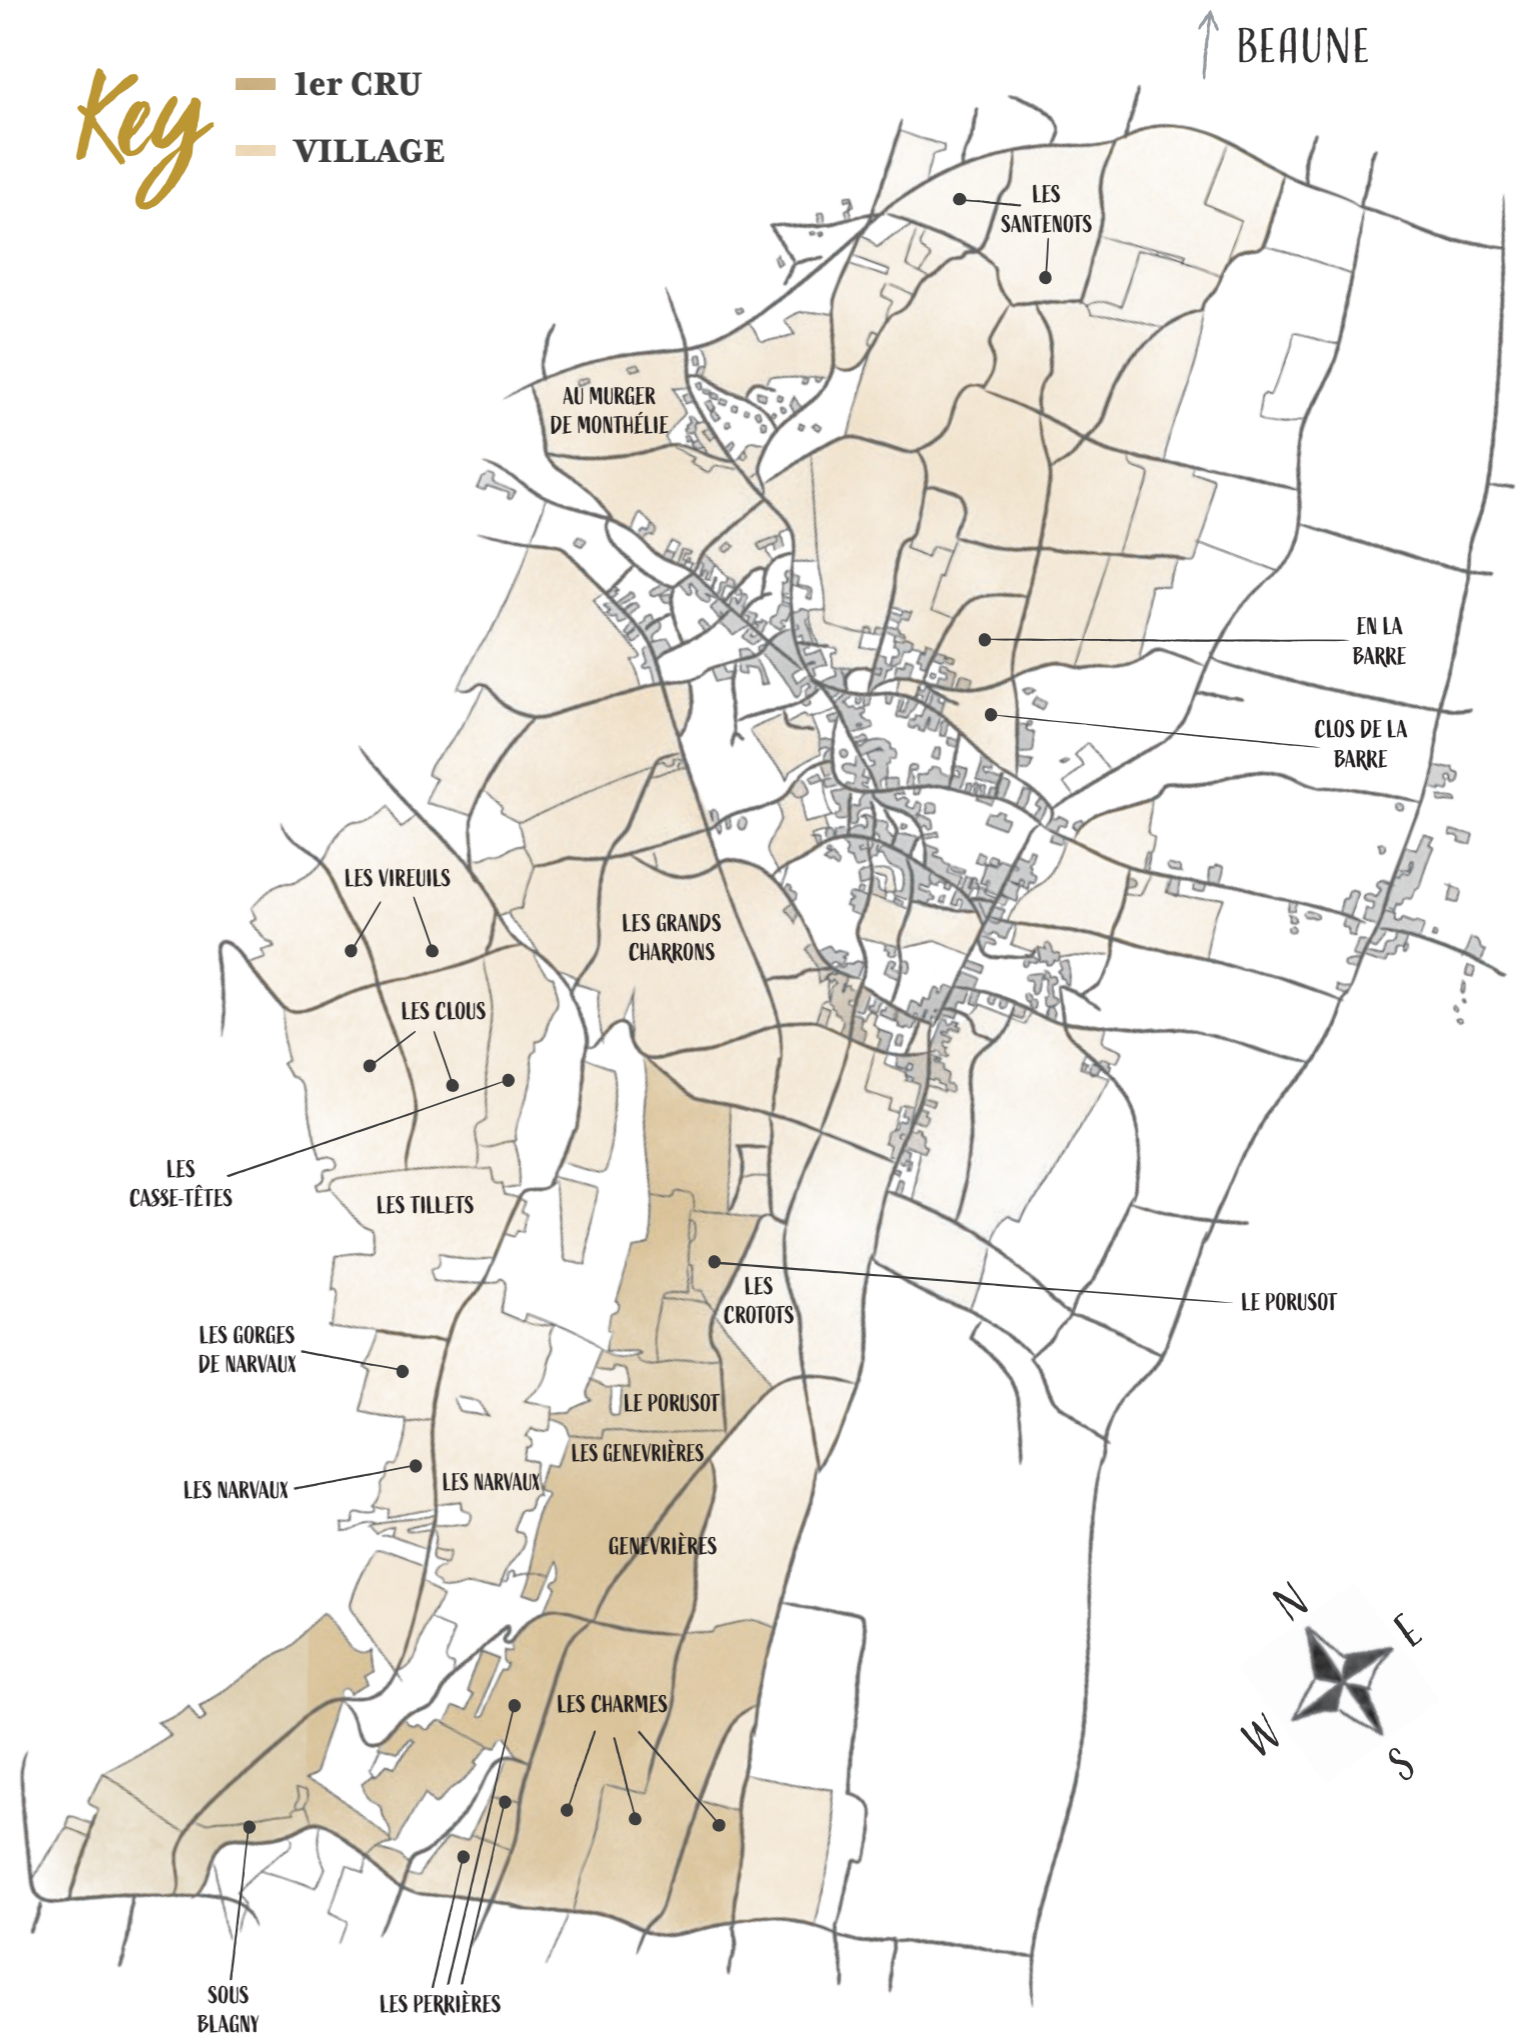 BEAUNE
Key
1er CRU
VILLAGE
LES
SANTENOTS
AU MURGER
DE MONTHÉLIE
EN LA
BARRE
CLOS DE LA
BARRE
LES VIREUILS
LES GRANDS
CHARRONS
LES CLOUS
LES
CASSE-TÊTES
LES TILLETS
LES
CROTOTS
LE PORUSOT
LES GORGES
DE NARVAUX
LE PORUSOT
LES GENEVRIÈRES
LES NARVAUX
LES NARVAUX
GENEVRIÈRES
N
E
W
S
LES CHARMES
SOUS
BLAGNY
LES PERRIÈRES